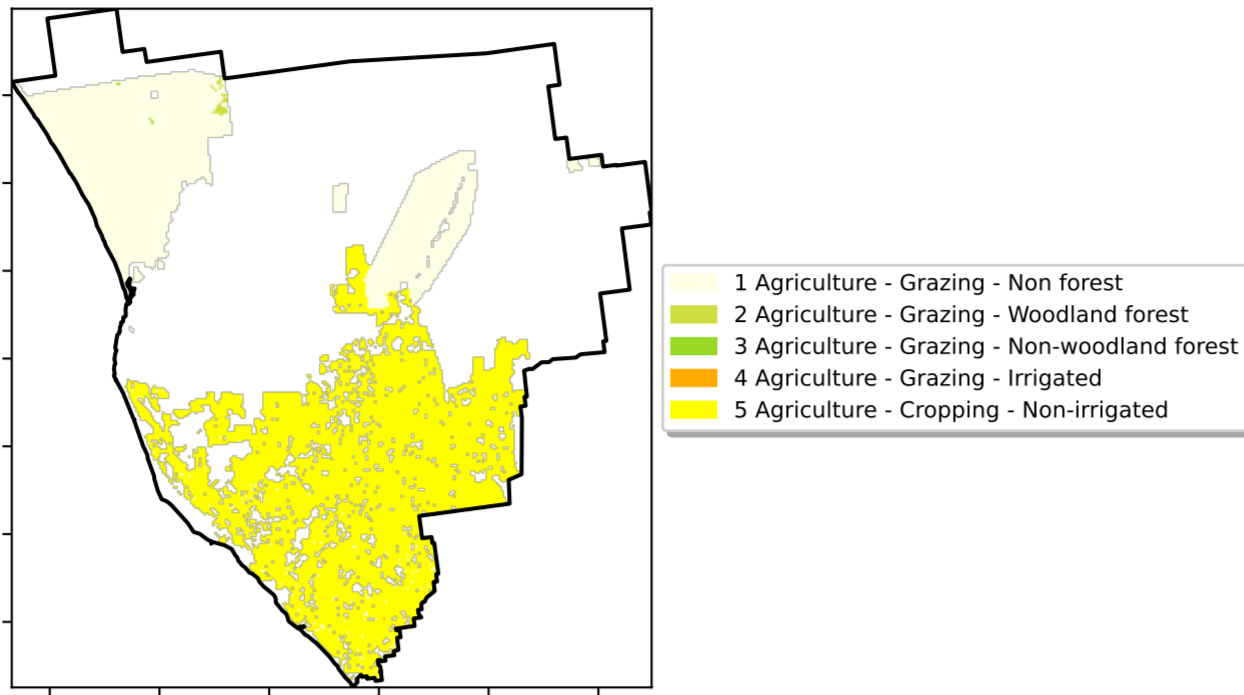 1 Agriculture - Grazing - Non forest
2 Agriculture - Grazing - Woodland forest
3 Agriculture - Grazing - Non-woodland forest
4 Agriculture - Grazing - Irrigated
5 Agriculture - Cropping - Non-irrigated